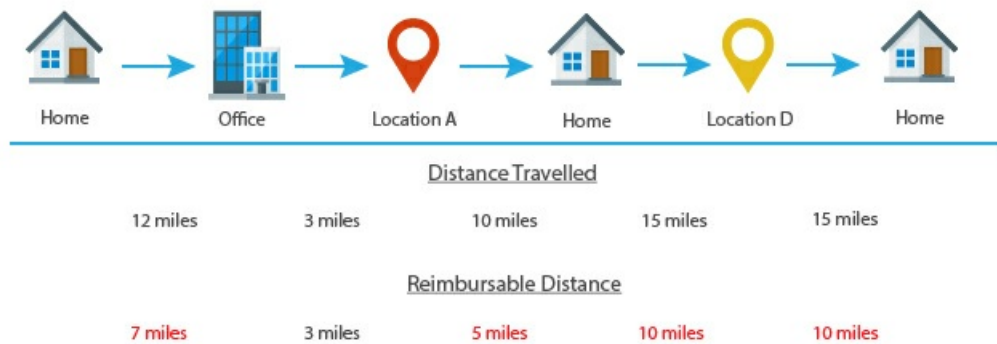 Home Office Location A Home Location D Home
Distance Travelled
12 miles 3 miles 10 miles 15 miles 15 miles
Reimbursable Distance
7 miles 3 miles 5 miles 10 miles 10 miles